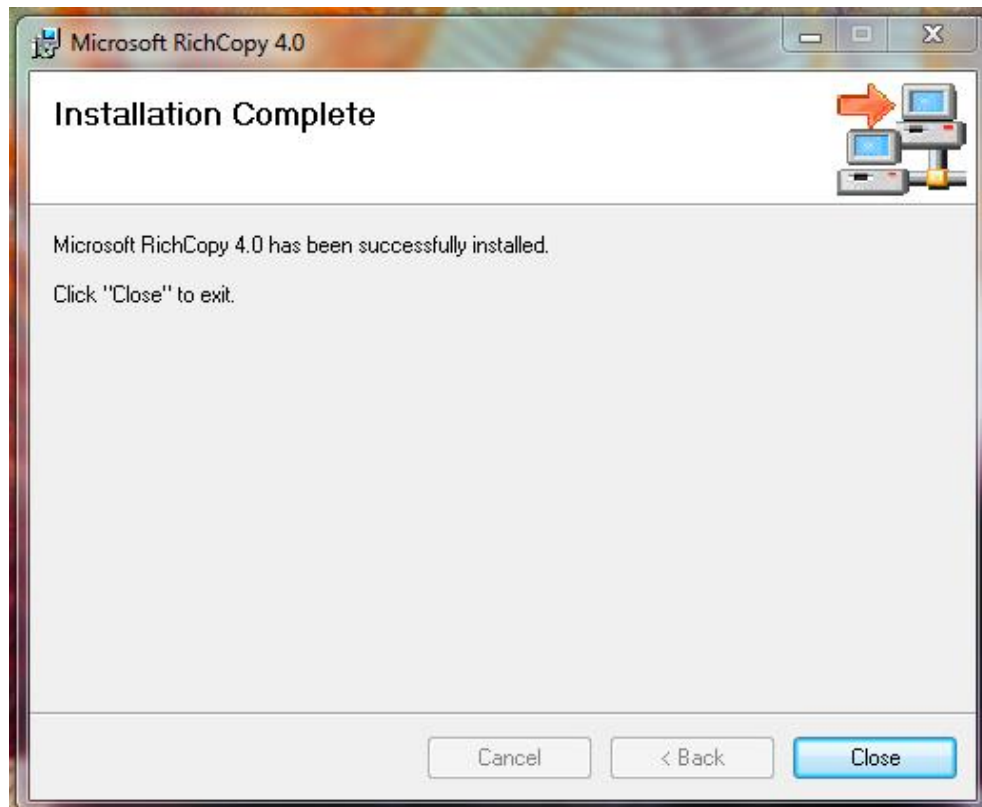 Microsoft RichCopy 4.0
Installation Complete
Microsoft RichCopy 4.0 has been successfully installed.
Click "Close" to exit.
Cancel
< Back
Close